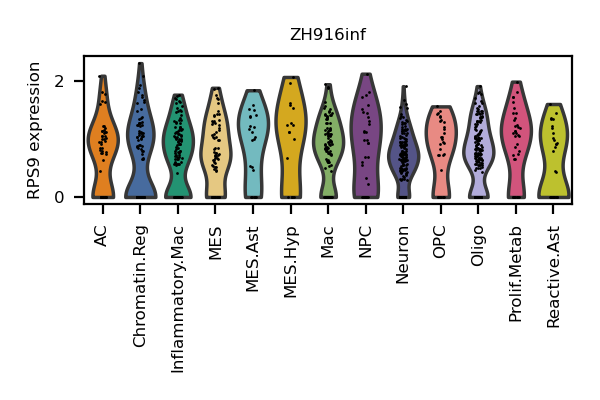 ZH916inf
RPS9 expression
2
0
AC
Chromatin.Reg
Inflammatory.Mac
MES
MES.Ast
MES.Hyp
Mac
NPC
Neuron
OPC
Oligo
Prolif.Metab
Reactive.Ast